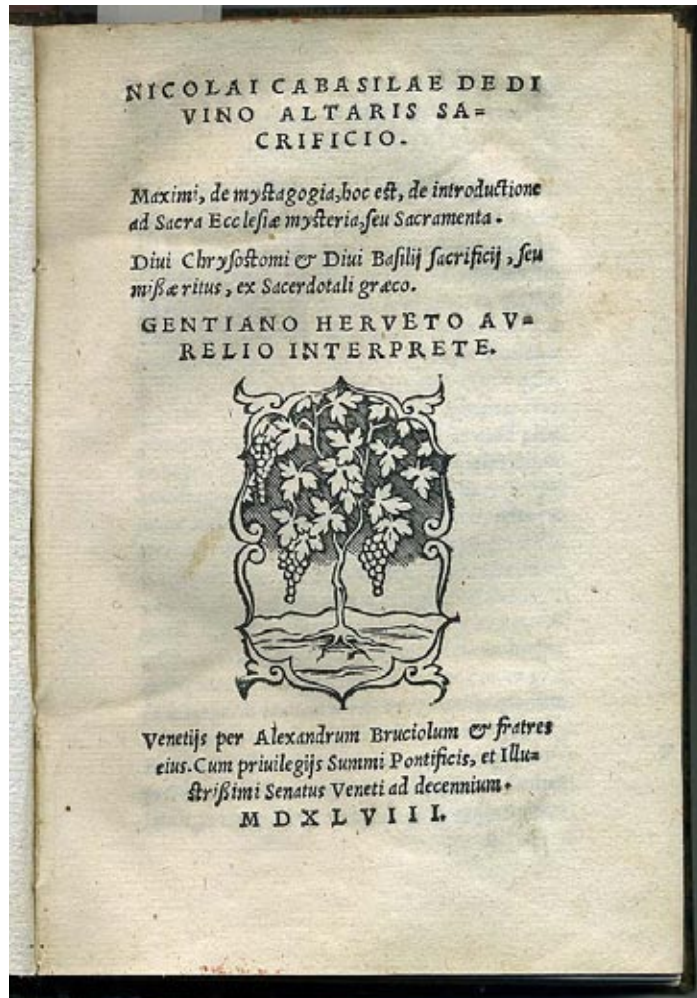 NICOLAI CABASILAE DE DI
VINO ALTARIS SA=
CRIFICIO.
Maximi, de mystagogia, hoc est, de introductione
ad Sacra Ecclesiæ mysteria, seu Sacramenta.
Diui Chrysostomi & Diui Basilij sacrificij, seu
mißæ ritus, ex Sacerdotali græco.
GENTIANO HERVETO AV=
RELIO INTERPRETE.
Venetijs per Alexandrum Bruciolum & fratres
eius. Cum priuilegijs Summi Pontificis, et Illu=
strißimi Senatus Veneti ad decennium.
MDXLVIII.